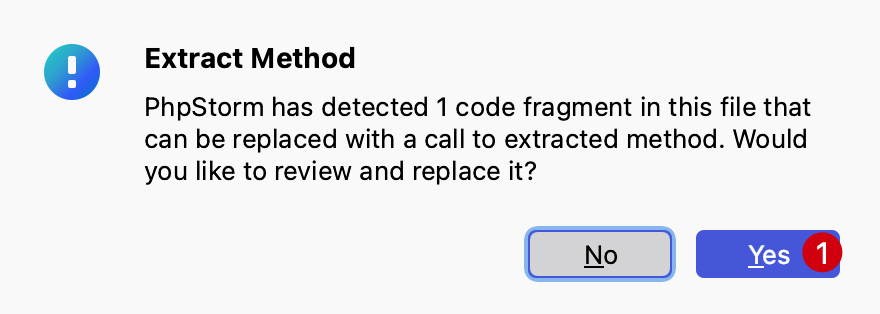 Extract Method
PhpStorm has detected 1 code fragment in this file that
can be replaced with a call to extracted method. Would
you like to review and replace it?
No
Yes
1